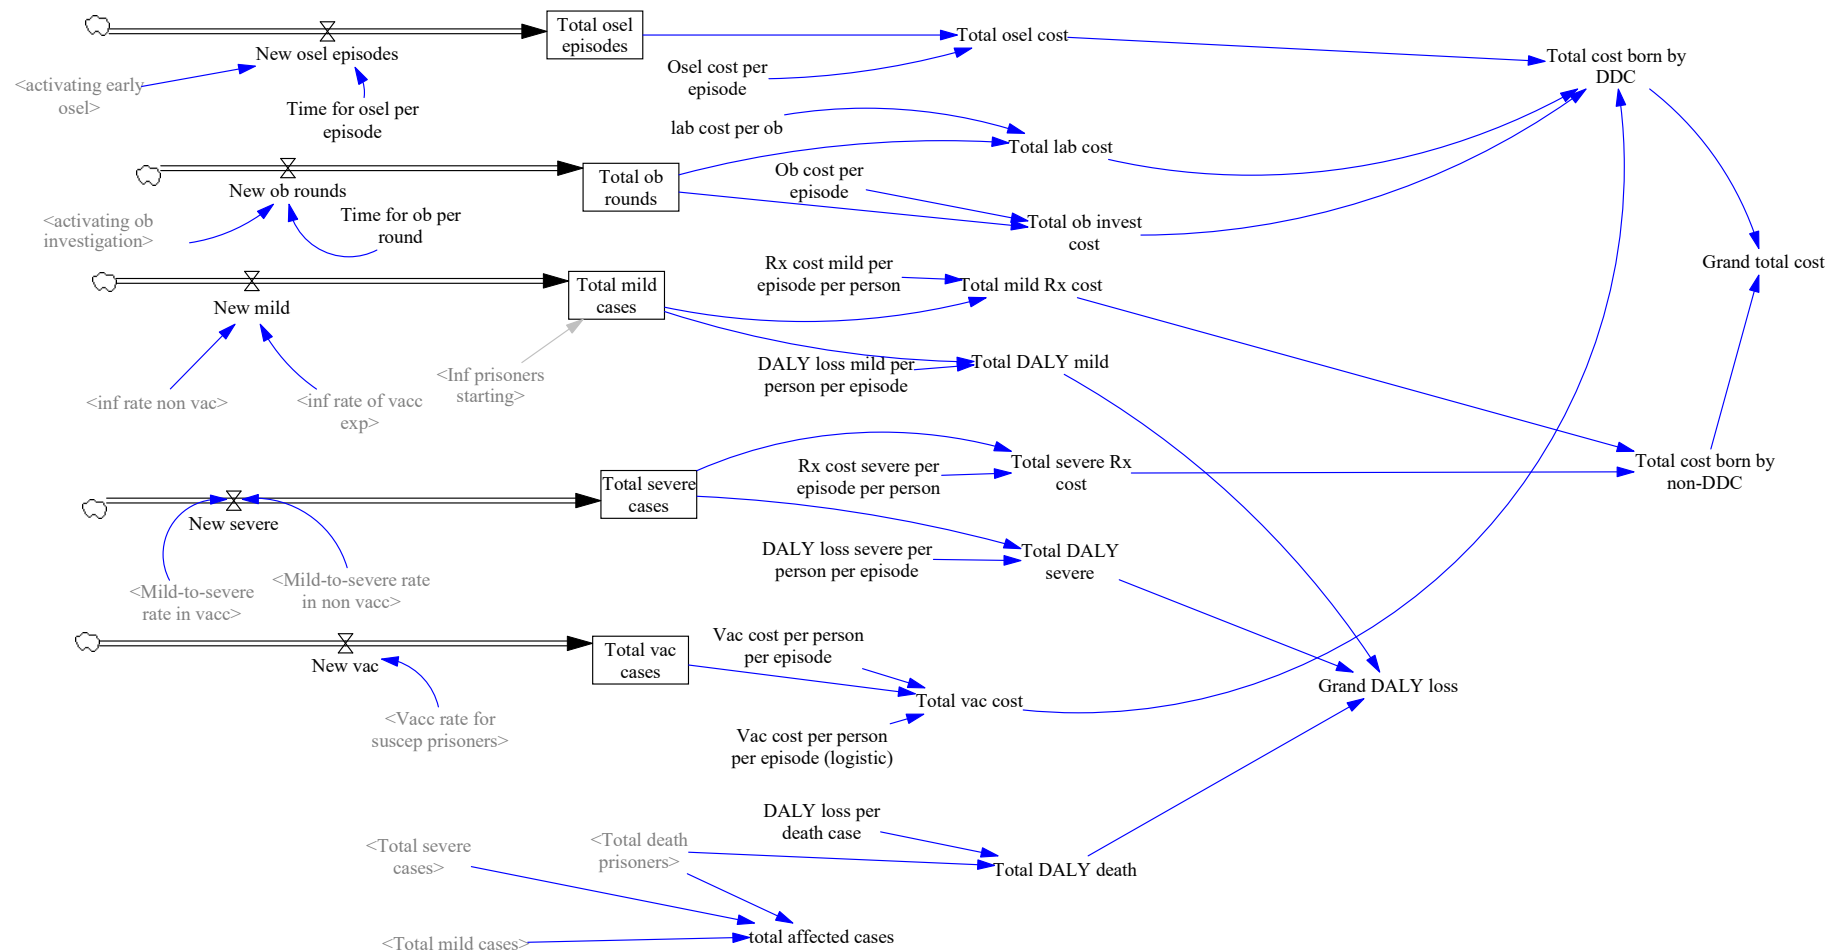 Total osel
episodes
New osel episodes
<activating early
osel>
Time for osel per
episode
Total osel cost
Osel cost per
episode
Total cost born by
DDC
lab cost per ob
Total lab cost
New ob rounds
Total ob
rounds
<activating ob
investigation>
Time for ob per
round
Ob cost per
episode
Total ob invest
cost
Grand total cost
New mild
Total mild
cases
Rx cost mild per
episode per person
Total mild Rx cost
<inf rate non vac>
<inf rate of vacc
exp>
<Inf prisoners
starting>
DALY loss mild per
person per episode
Total DALY mild
New severe
Total severe
cases
Rx cost severe per
episode per person
Total severe Rx
cost
Total cost born by
non-DDC
<Mild-to-severe
rate in vacc>
<Mild-to-severe rate
in non vacc>
DALY loss severe per
person per episode
Total DALY
severe
New vac
Total vac
cases
Vac cost per person
per episode
Total vac cost
Grand DALY loss
<Vacc rate for
suscep prisoners>
Vac cost per person
per episode (logistic)
DALY loss per
death case
<Total severe
cases>
<Total death
prisoners>
Total DALY death
<Total mild cases>
total affected cases